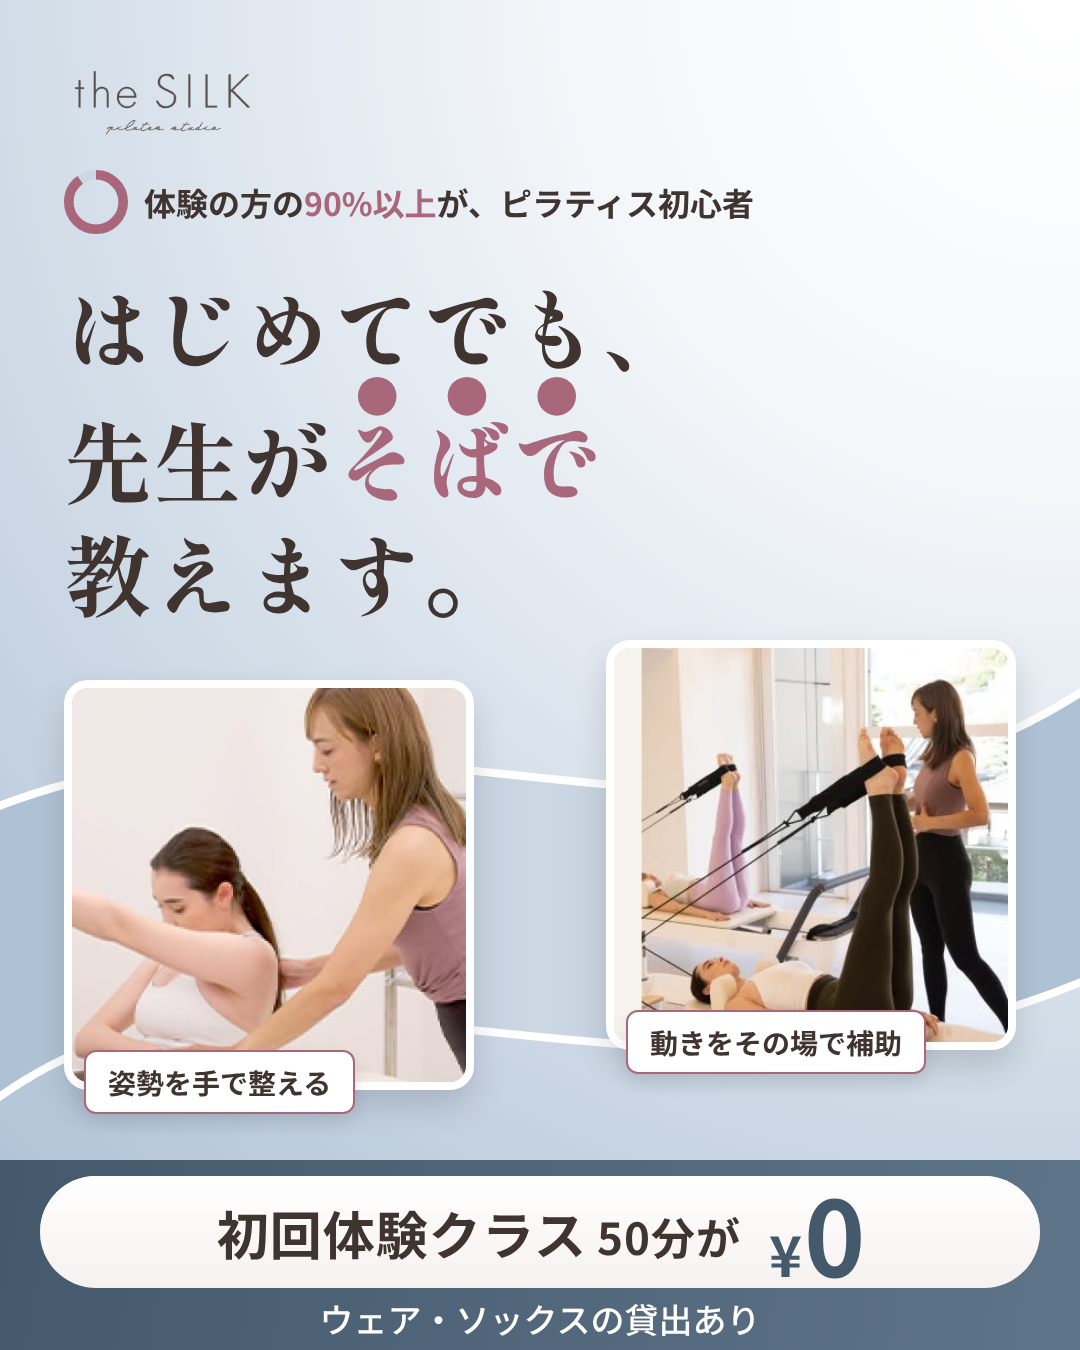 the SILK
pilates studio
体験の方の90%以上が、ピラティス初心者
はじめてでも、
先生がそばで
教えます。
姿勢を手で整える
動きをその場で補助
初回体験クラス 50分が ¥0
ウェア・ソックスの貸出あり